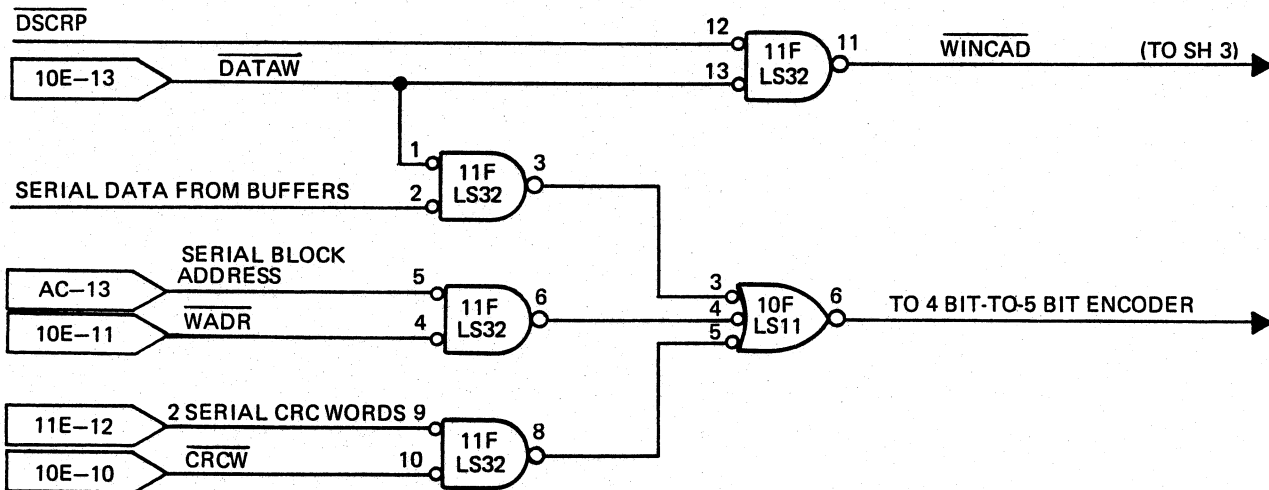 DSCRP
12
11F
LS32
11
WINCAD
(TO SH 3)
10E–13
DATAW
13
1
11F
LS32
3
SERIAL DATA FROM BUFFERS
2
SERIAL BLOCK
ADDRESS
AC–13
5
11F
LS32
6
10E–11
WADR
4
3
4
5
10F
LS11
6
TO 4 BIT-TO-5 BIT ENCODER
11E–12
2 SERIAL CRC WORDS
9
11F
LS32
8
10E–10
CRCW
10